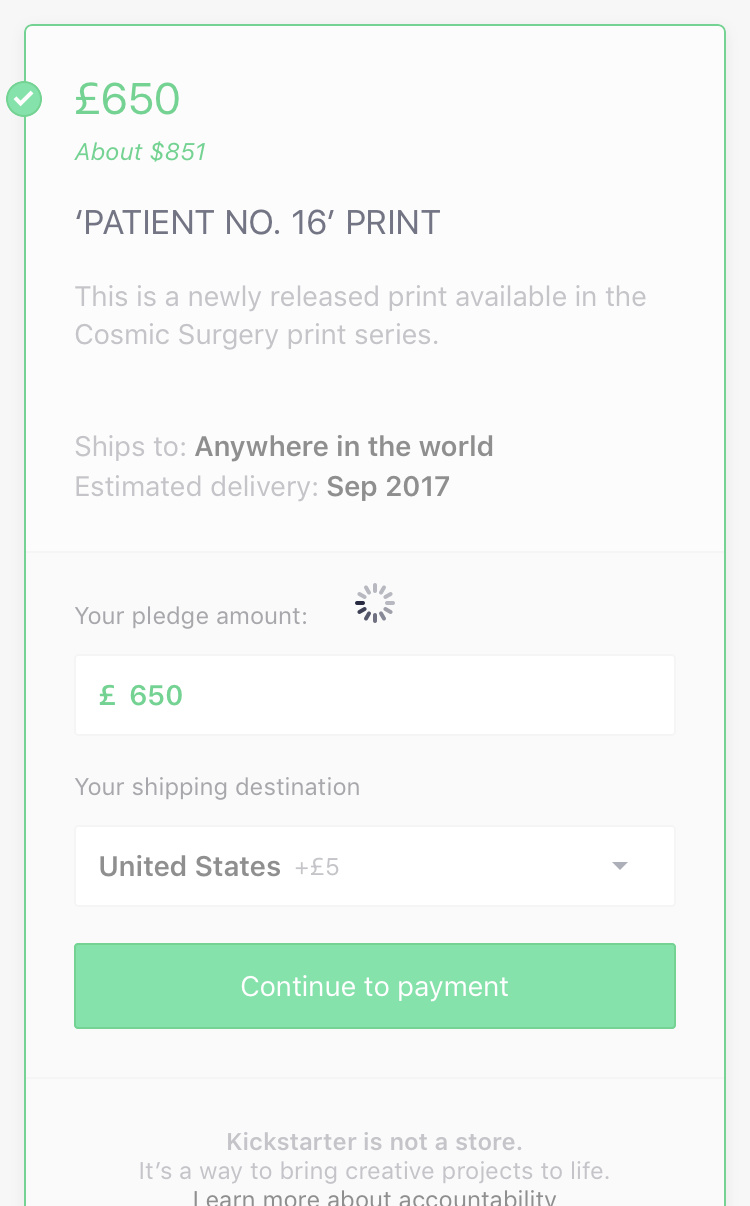 £650
About $851
‘PATIENT NO. 16’ PRINT
This is a newly released print available in the
Cosmic Surgery print series.
Ships to: Anywhere in the world
Estimated delivery: Sep 2017
Your pledge amount:
£ 650
Your shipping destination
United States +£5
Continue to payment
Kickstarter is not a store.
It’s a way to bring creative projects to life.
Learn more about accountability